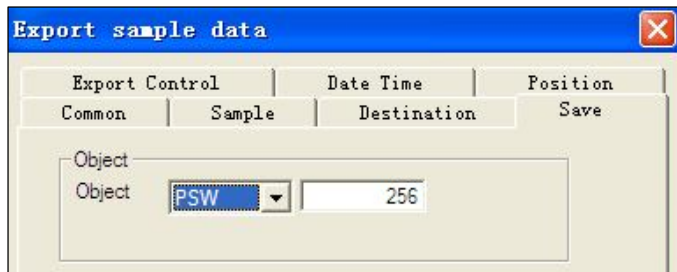 Export sample data
Export Control Date Time Position
Common Sample Destination Save
Object
Object PSW 256